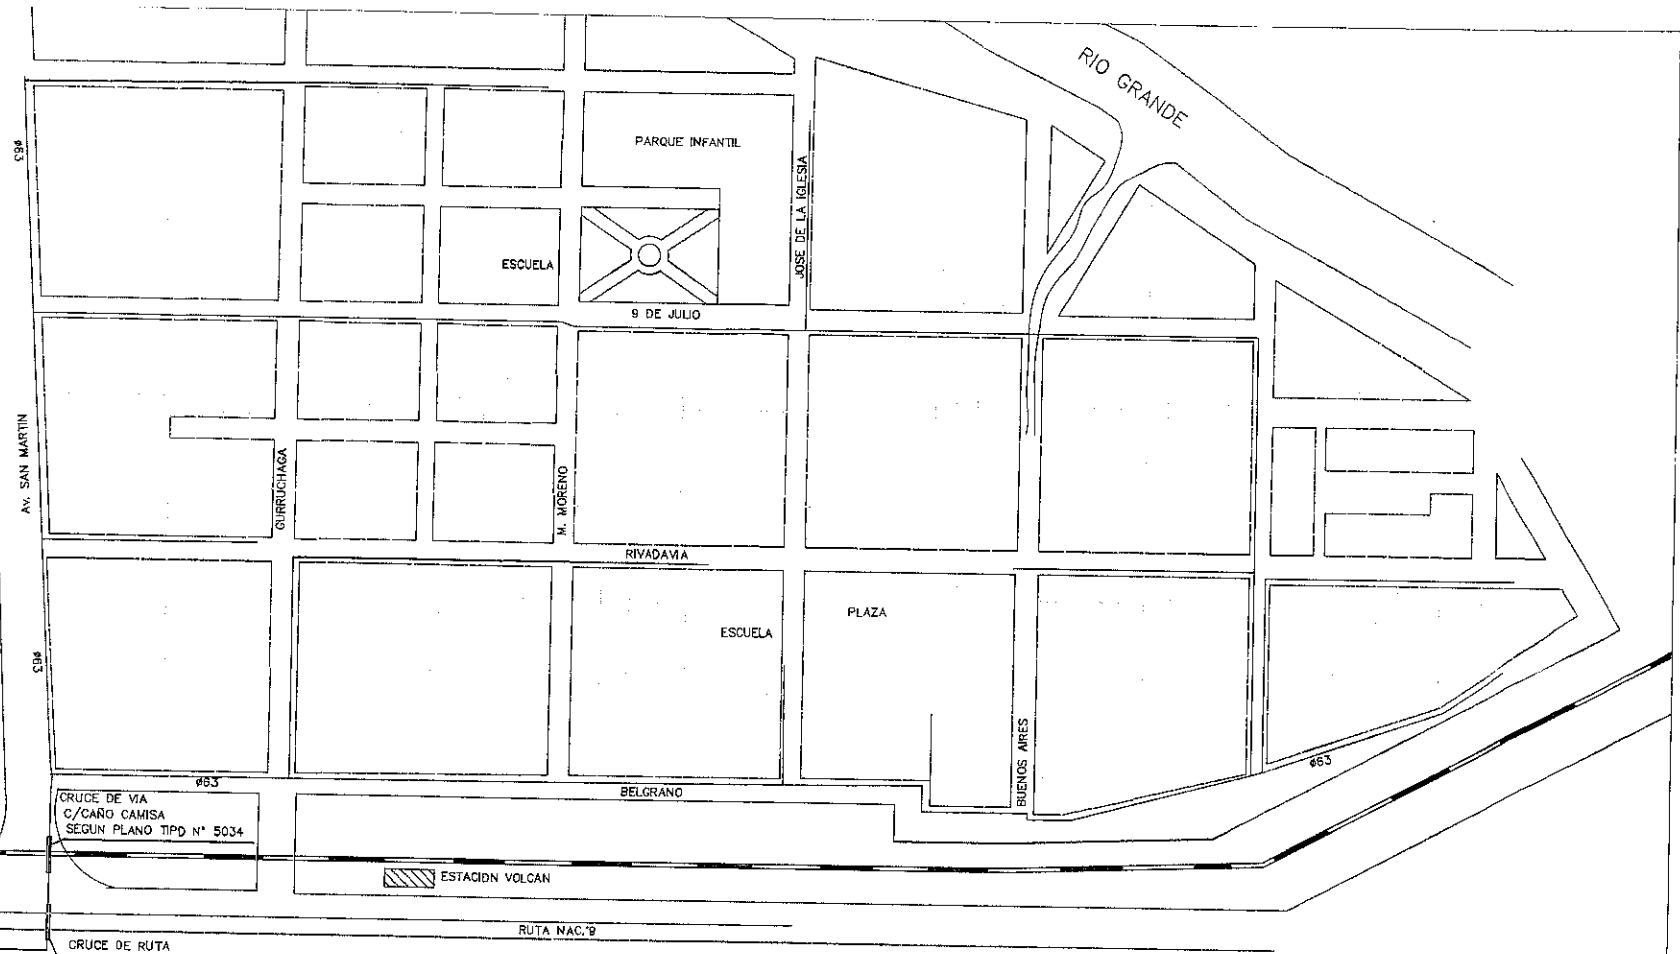 RIO GRANDE
PARQUE INFANTIL
ø63
JOSE DE LA IGLESIA
ESCUELA
9 DE JULIO
Av. SAN MARTIN
GURRUCHAGA
M. MORENO
RIVADAVIA
PLAZA
ESCUELA
ø63
BUENOS AIRES
ø63
ø63
BELGRANO
CRUCE DE VIA
C/CAÑO CAMISA
SEGUN PLANO TIPO N° 5034
ESTACION VOLCAN
RUTA NAC.°9
CRUCE DE RUTA